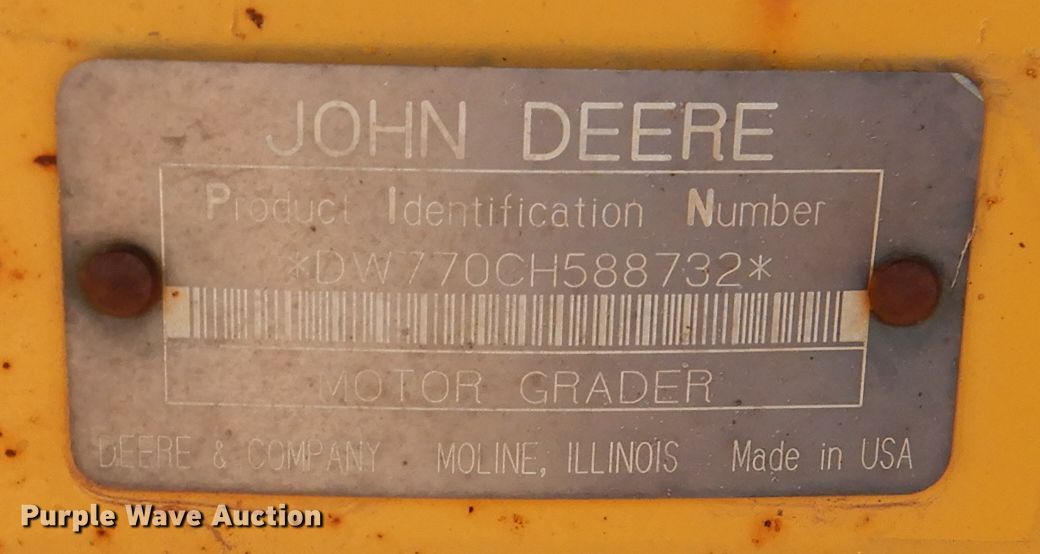 JOHN DEERE
Product Identification Number
*DW770CH588732*
MOTOR GRADER
DEERE & COMPANY MOLINE, ILLINOIS Made in USA
Purple Wave Auction